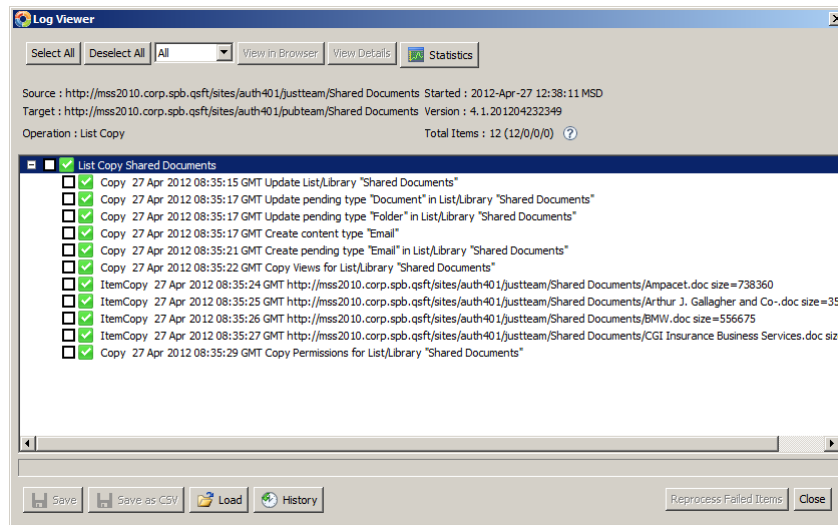 Log Viewer
Select All Deselect All All View in Browser View Details Statistics
Source : http://mss2010.corp.spb.qsft/sites/auth401/justteam/Shared Documents Started : 2012-Apr-27 12:38:11 MSD
Target : http://mss2010.corp.spb.qsft/sites/auth401/pubteam/Shared Documents Version : 4.1.201204232349
Operation : List Copy Total Items : 12 (12/0/0/0) ?
List Copy Shared Documents
Copy 27 Apr 2012 08:35:15 GMT Update List/Library "Shared Documents"
Copy 27 Apr 2012 08:35:17 GMT Update pending type "Document" in List/Library "Shared Documents"
Copy 27 Apr 2012 08:35:17 GMT Update pending type "Folder" in List/Library "Shared Documents"
Copy 27 Apr 2012 08:35:17 GMT Create content type "Email"
Copy 27 Apr 2012 08:35:21 GMT Create pending type "Email" in List/Library "Shared Documents"
Copy 27 Apr 2012 08:35:22 GMT Copy Views for List/Library "Shared Documents"
ItemCopy 27 Apr 2012 08:35:24 GMT http://mss2010.corp.spb.qsft/sites/auth401/justteam/Shared Documents/Ampacet.doc size=738360
ItemCopy 27 Apr 2012 08:35:25 GMT http://mss2010.corp.spb.qsft/sites/auth401/justteam/Shared Documents/Arthur J. Gallagher and Co-.doc size=35
ItemCopy 27 Apr 2012 08:35:26 GMT http://mss2010.corp.spb.qsft/sites/auth401/justteam/Shared Documents/BMW.doc size=556675
ItemCopy 27 Apr 2012 08:35:27 GMT http://mss2010.corp.spb.qsft/sites/auth401/justteam/Shared Documents/CGI Insurance Business Services.doc siz
Copy 27 Apr 2012 08:35:29 GMT Copy Permissions for List/Library "Shared Documents"
Save Save as CSV Load History Reprocess Failed Items Close